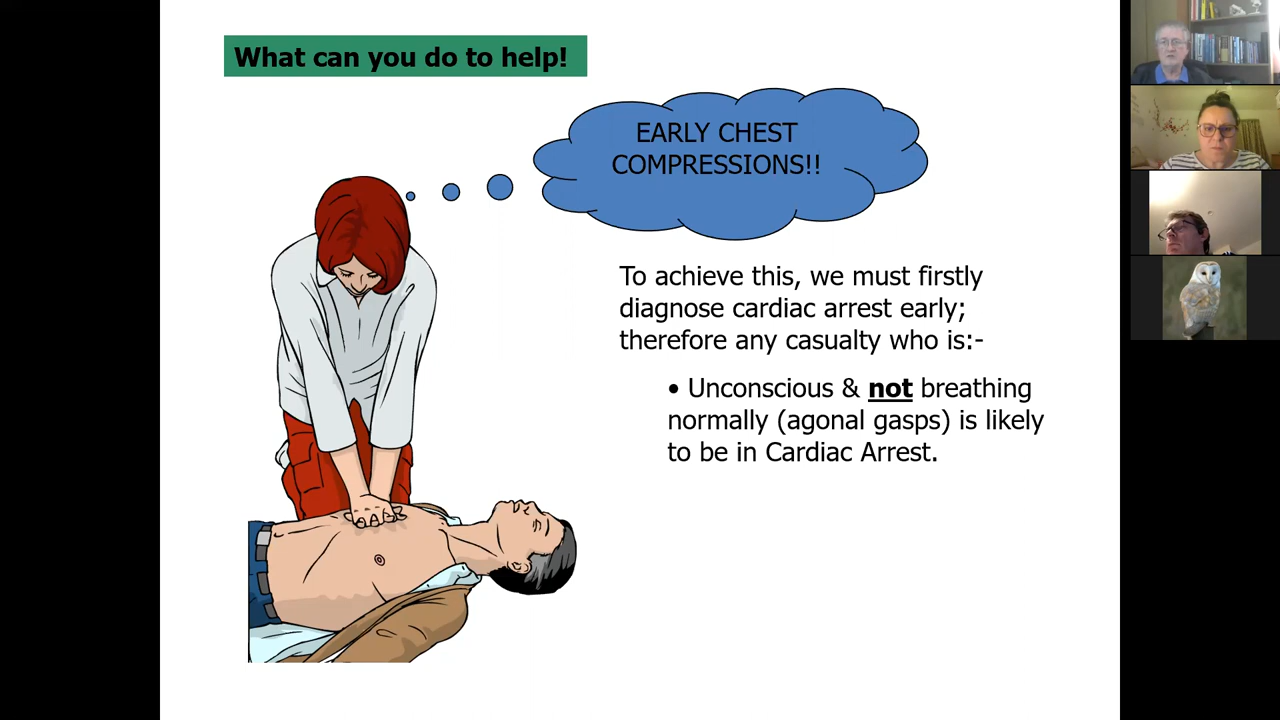 What can you do to help!
EARLY CHEST
COMPRESSIONS!!
To achieve this, we must firstly
diagnose cardiac arrest early;
therefore any casualty who is:-
• Unconscious & not breathing
normally (agonal gasps) is likely
to be in Cardiac Arrest.